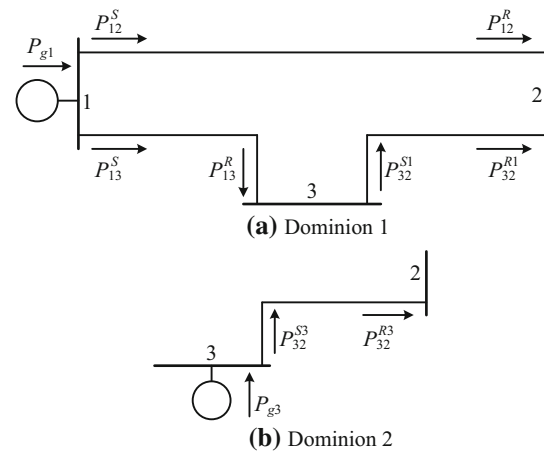 P_{12}^{S} P_{12}^{R}
P_{g1}
1 2
P_{13}^{S} P_{13}^{R} P_{32}^{S1} P_{32}^{R1}
3
(a) Dominion 1
2
P_{32}^{S3} P_{32}^{R3}
3
P_{g3}
(b) Dominion 2